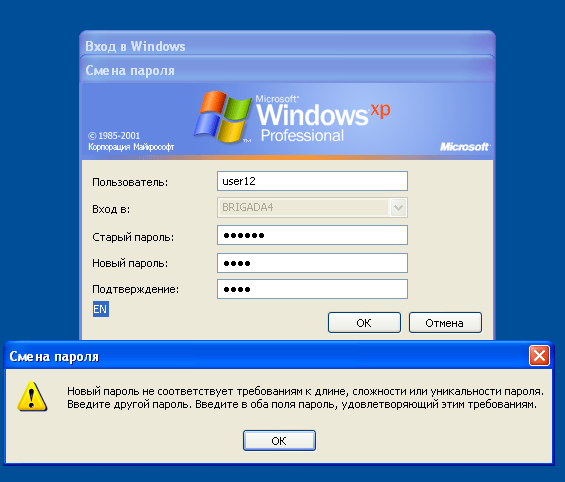 Вход в Windows
Смена пароля
Microsoft®
Windows xp
Professional
© 1985-2001
Корпорация Майкрософт
Microsoft
Пользователь:
user12
Вход в:
BRIGADA4
Старый пароль:
●●●●●●
Новый пароль:
●●●●
Подтверждение:
●●●●
EN
OK
Отмена
Смена пароля
Новый пароль не соответствует требованиям к длине, сложности или уникальности пароля.
Введите другой пароль. Введите в оба поля пароль, удовлетворяющий этим требованиям.
OK